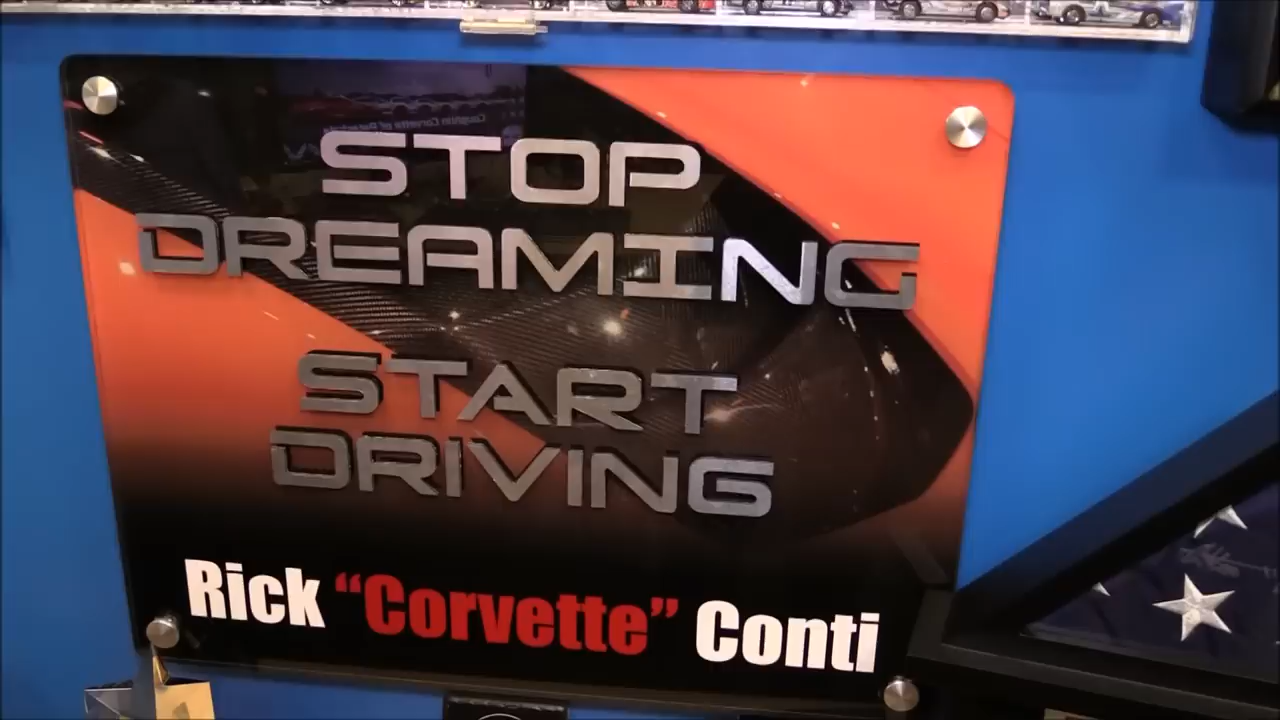 STOP
DREAMING
START
DRIVING
Rick “Corvette” Conti